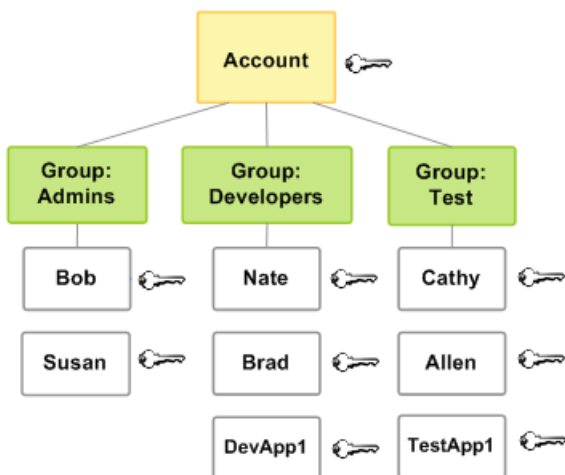 Account
Group:
Admins
Group:
Developers
Group:
Test
Bob
Nate
Cathy
Susan
Brad
Allen
DevApp1
TestApp1